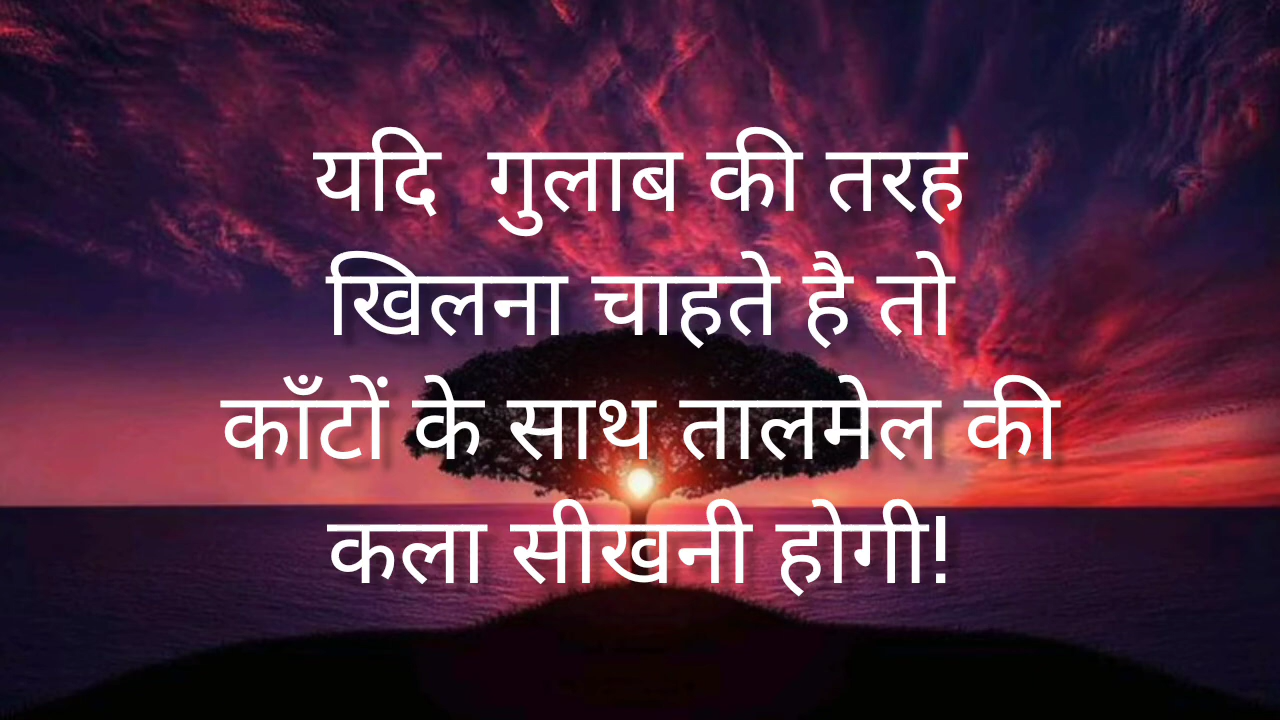 यदि  गुलाब की तरह
खिलना चाहते है तो
काँटों के साथ तालमेल की
कला सीखनी होगी!